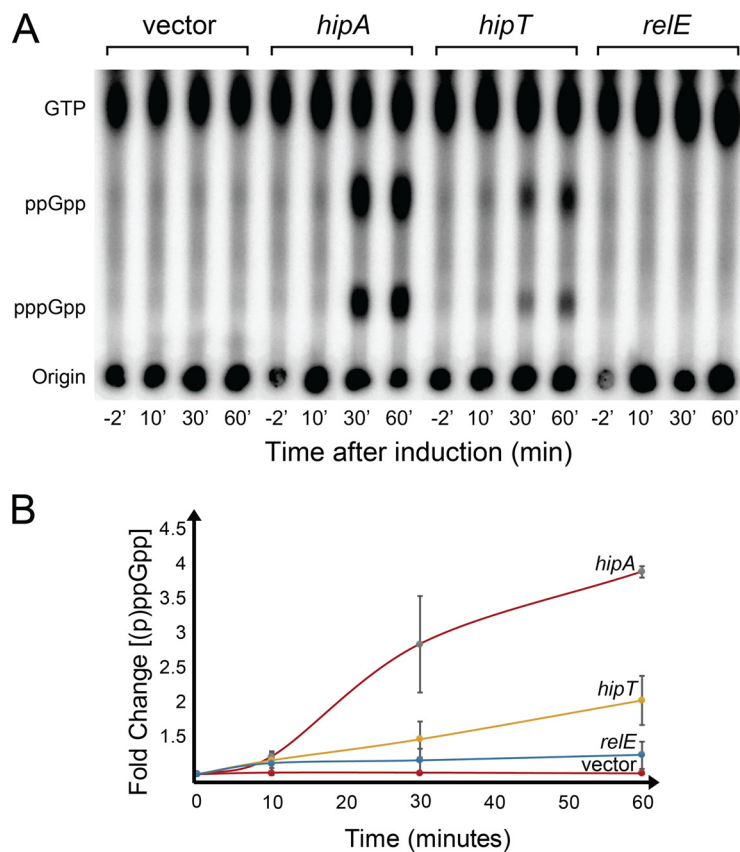 A
vector hipA hipT relE
GTP
ppGpp
pppGpp
Origin
-2’ 10’ 30’ 60’ -2’ 10’ 30’ 60’ -2’ 10’ 30’ 60’ -2’ 10’ 30’ 60’
Time after induction (min)
B
Fold Change [(p)ppGpp]
4.5
4
3.5
3
2.5
2
1.5
hipA
hipT
relE
vector
0 10 20 30 40 50 60
Time (minutes)